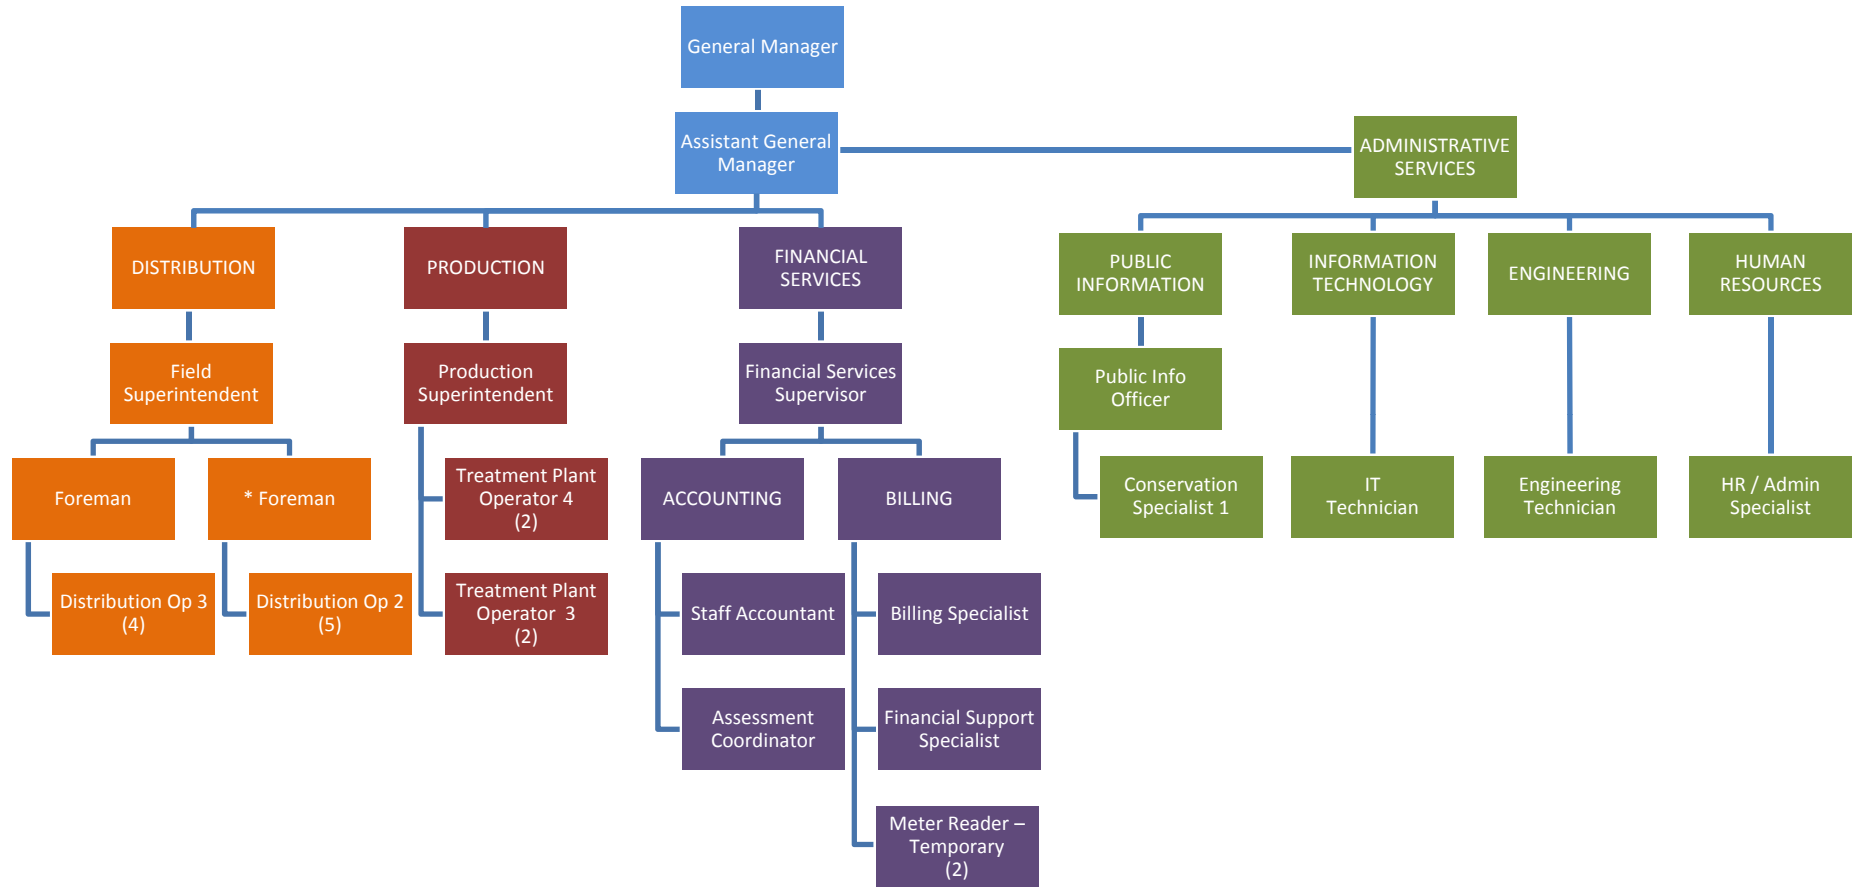 General Manager
Assistant General
Manager
ADMINISTRATIVE
SERVICES
DISTRIBUTION
PRODUCTION
FINANCIAL
SERVICES
PUBLIC
INFORMATION
INFORMATION
TECHNOLOGY
ENGINEERING
HUMAN
RESOURCES
Field
Superintendent
Production
Superintendent
Financial Services
Supervisor
Public Info
Officer
Foreman
* Foreman
Treatment Plant
Operator 4
(2)
ACCOUNTING
BILLING
Conservation
Specialist 1
IT
Technician
Engineering
Technician
HR / Admin
Specialist
Distribution Op 3
(4)
Distribution Op 2
(5)
Treatment Plant
Operator 3
(2)
Staff Accountant
Billing Specialist
Assessment
Coordinator
Financial Support
Specialist
Meter Reader –
Temporary
(2)